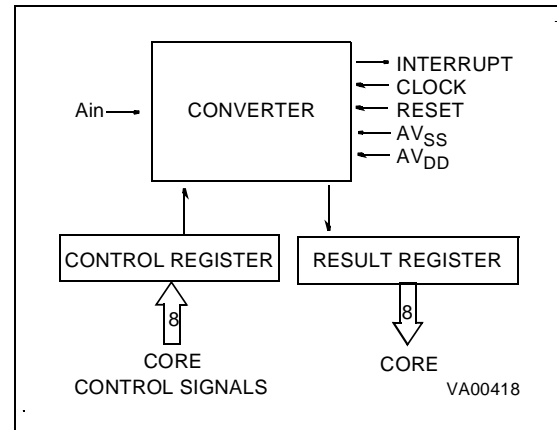 INTERRUPT
CLOCK
Ain
CONVERTER
RESET
AVSS
AVDD
CONTROL REGISTER
RESULT REGISTER
8
8
CORE
CONTROL SIGNALS
CORE
VA00418